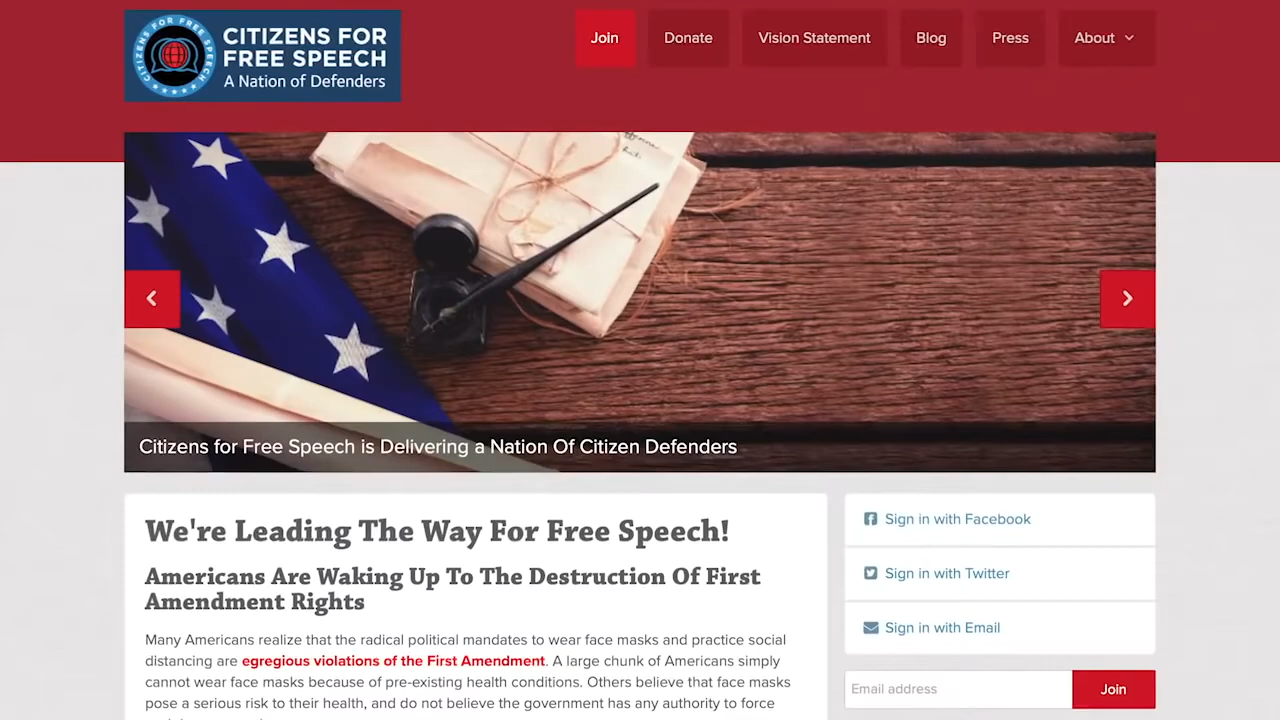 CITIZENS FOR FREE SPEECH
CITIZENS FOR
FREE SPEECH
A Nation of Defenders
Join
Donate
Vision Statement
Blog
Press
About
Citizens for Free Speech is Delivering a Nation Of Citizen Defenders
We're Leading The Way For Free Speech!
Americans Are Waking Up To The Destruction Of First
Amendment Rights
Many Americans realize that the radical political mandates to wear face masks and practice social
distancing are egregious violations of the First Amendment. A large chunk of Americans simply
cannot wear face masks because of pre-existing health conditions. Others believe that face masks
pose a serious risk to their health, and do not believe the government has any authority to force
Sign in with Facebook
Sign in with Twitter
Sign in with Email
Email address
Join